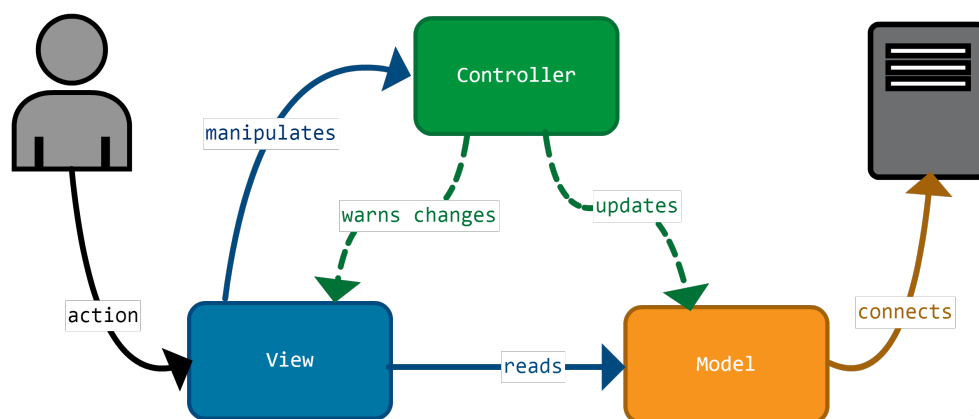 Controller
manipulates
warns changes
updates
action
connects
View
reads
Model